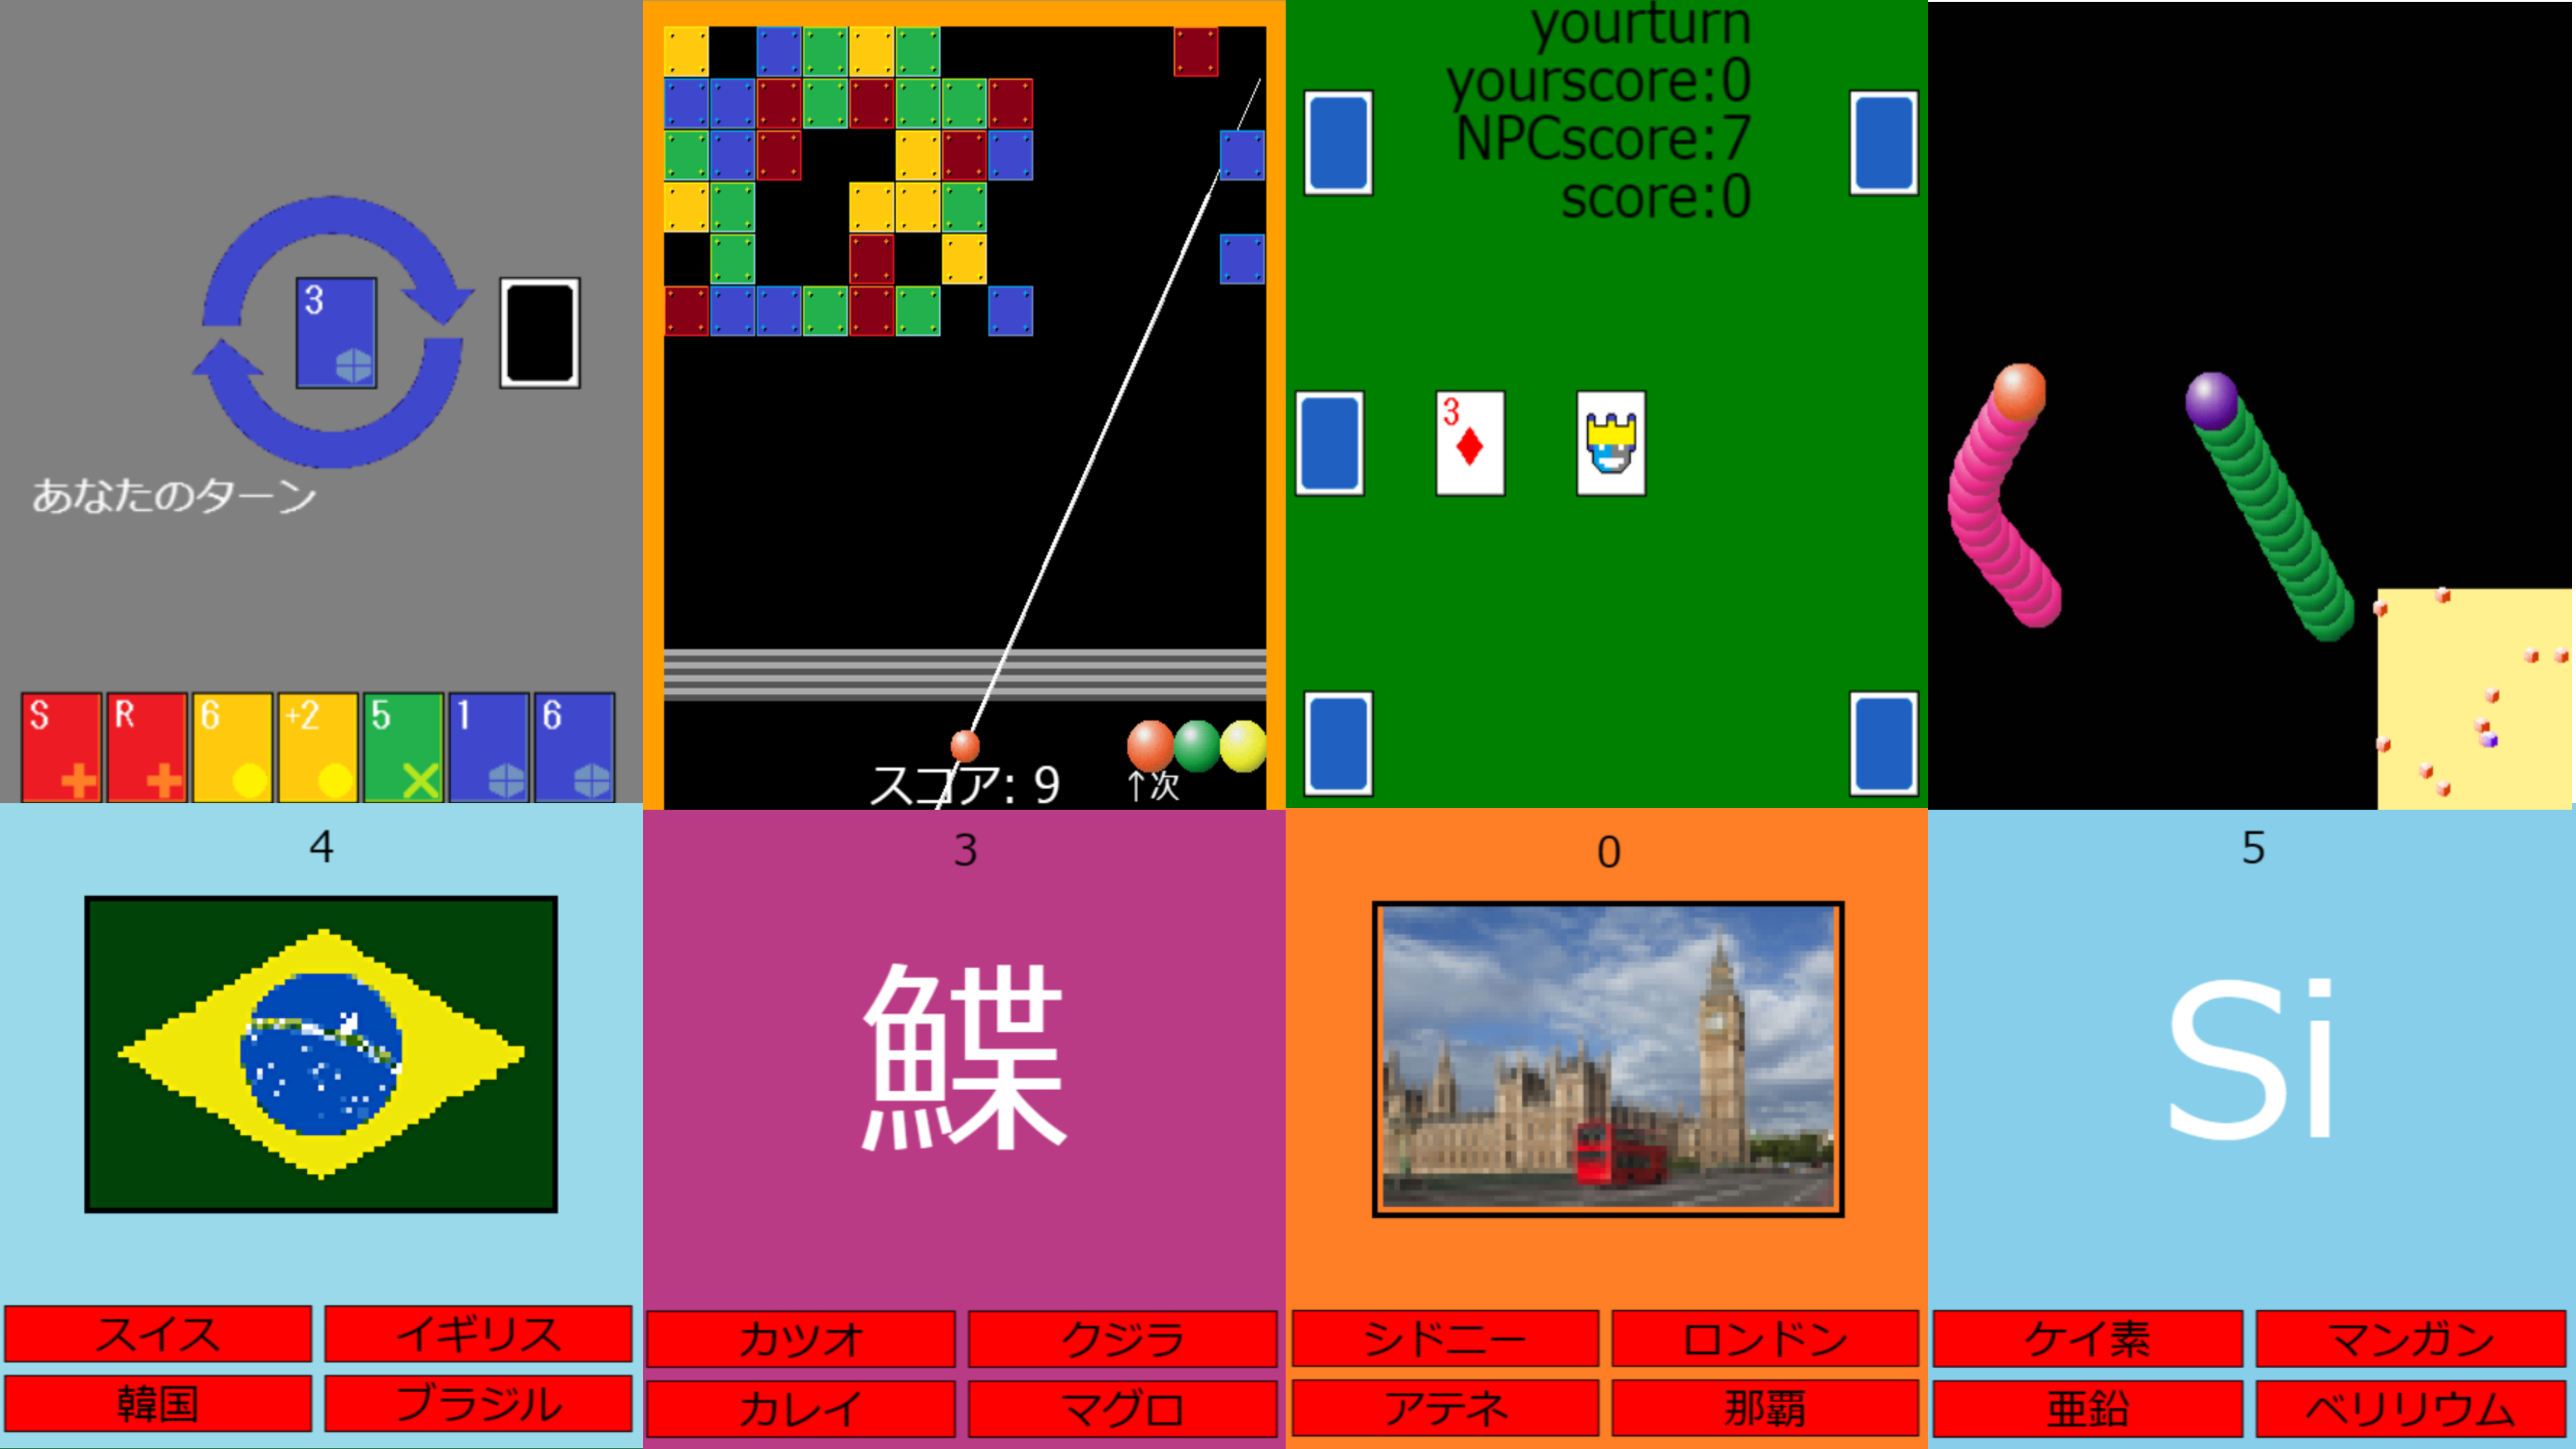 3
あなたのターン
S R 6 +2 5 1 6
スコア: 9
↑次
yourturn
yourscore:0
NPCscore:7
score:0
3
4
スイス イギリス
韓国 ブラジル
3
鰈
カツオ クジラ
カレイ マグロ
0
シドニー ロンドン
アテネ 那覇
5
Si
ケイ素 マンガン
亜鉛 ベリリウム